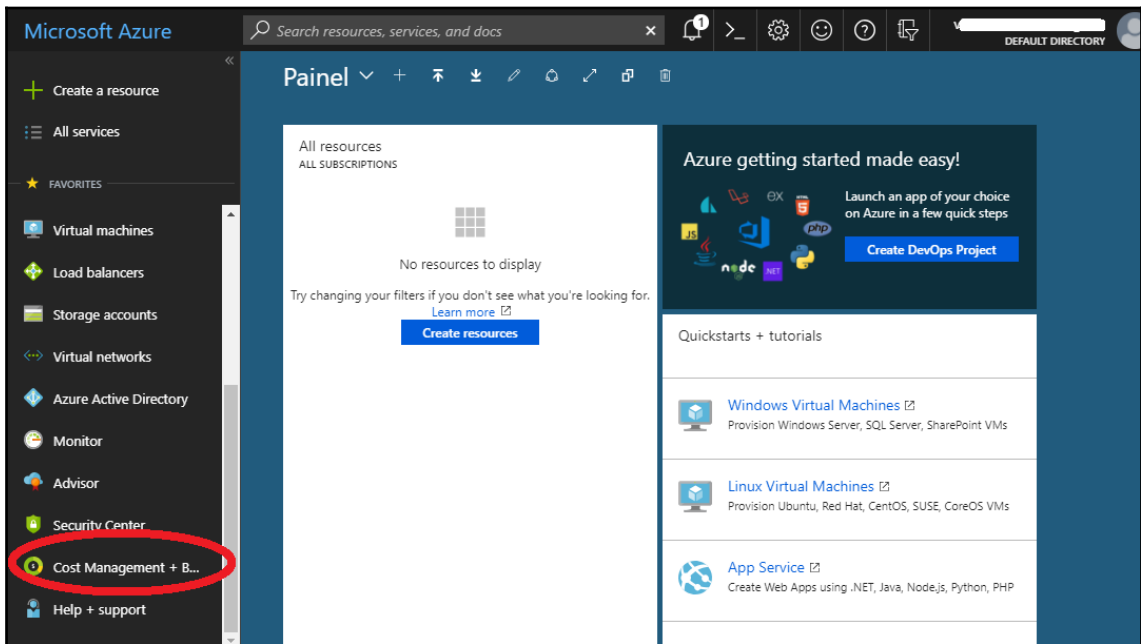 Microsoft Azure
Search resources, services, and docs
1
DEFAULT DIRECTORY
Create a resource
All services
FAVORITES
Virtual machines
Load balancers
Storage accounts
Virtual networks
Azure Active Directory
Monitor
Advisor
Security Center
Cost Management + B...
Help + support
Painel
All resources
ALL SUBSCRIPTIONS
No resources to display
Try changing your filters if you don't see what you're looking for.
Learn more
Create resources
Azure getting started made easy!
Launch an app of your choice
on Azure in a few quick steps
Create DevOps Project
ex
JS
php
node
.NET
Quickstarts + tutorials
Windows Virtual Machines
Provision Windows Server, SQL Server, SharePoint VMs
Linux Virtual Machines
Provision Ubuntu, Red Hat, CentOS, SUSE, CoreOS VMs
App Service
Create Web Apps using .NET, Java, Node.js, Python, PHP